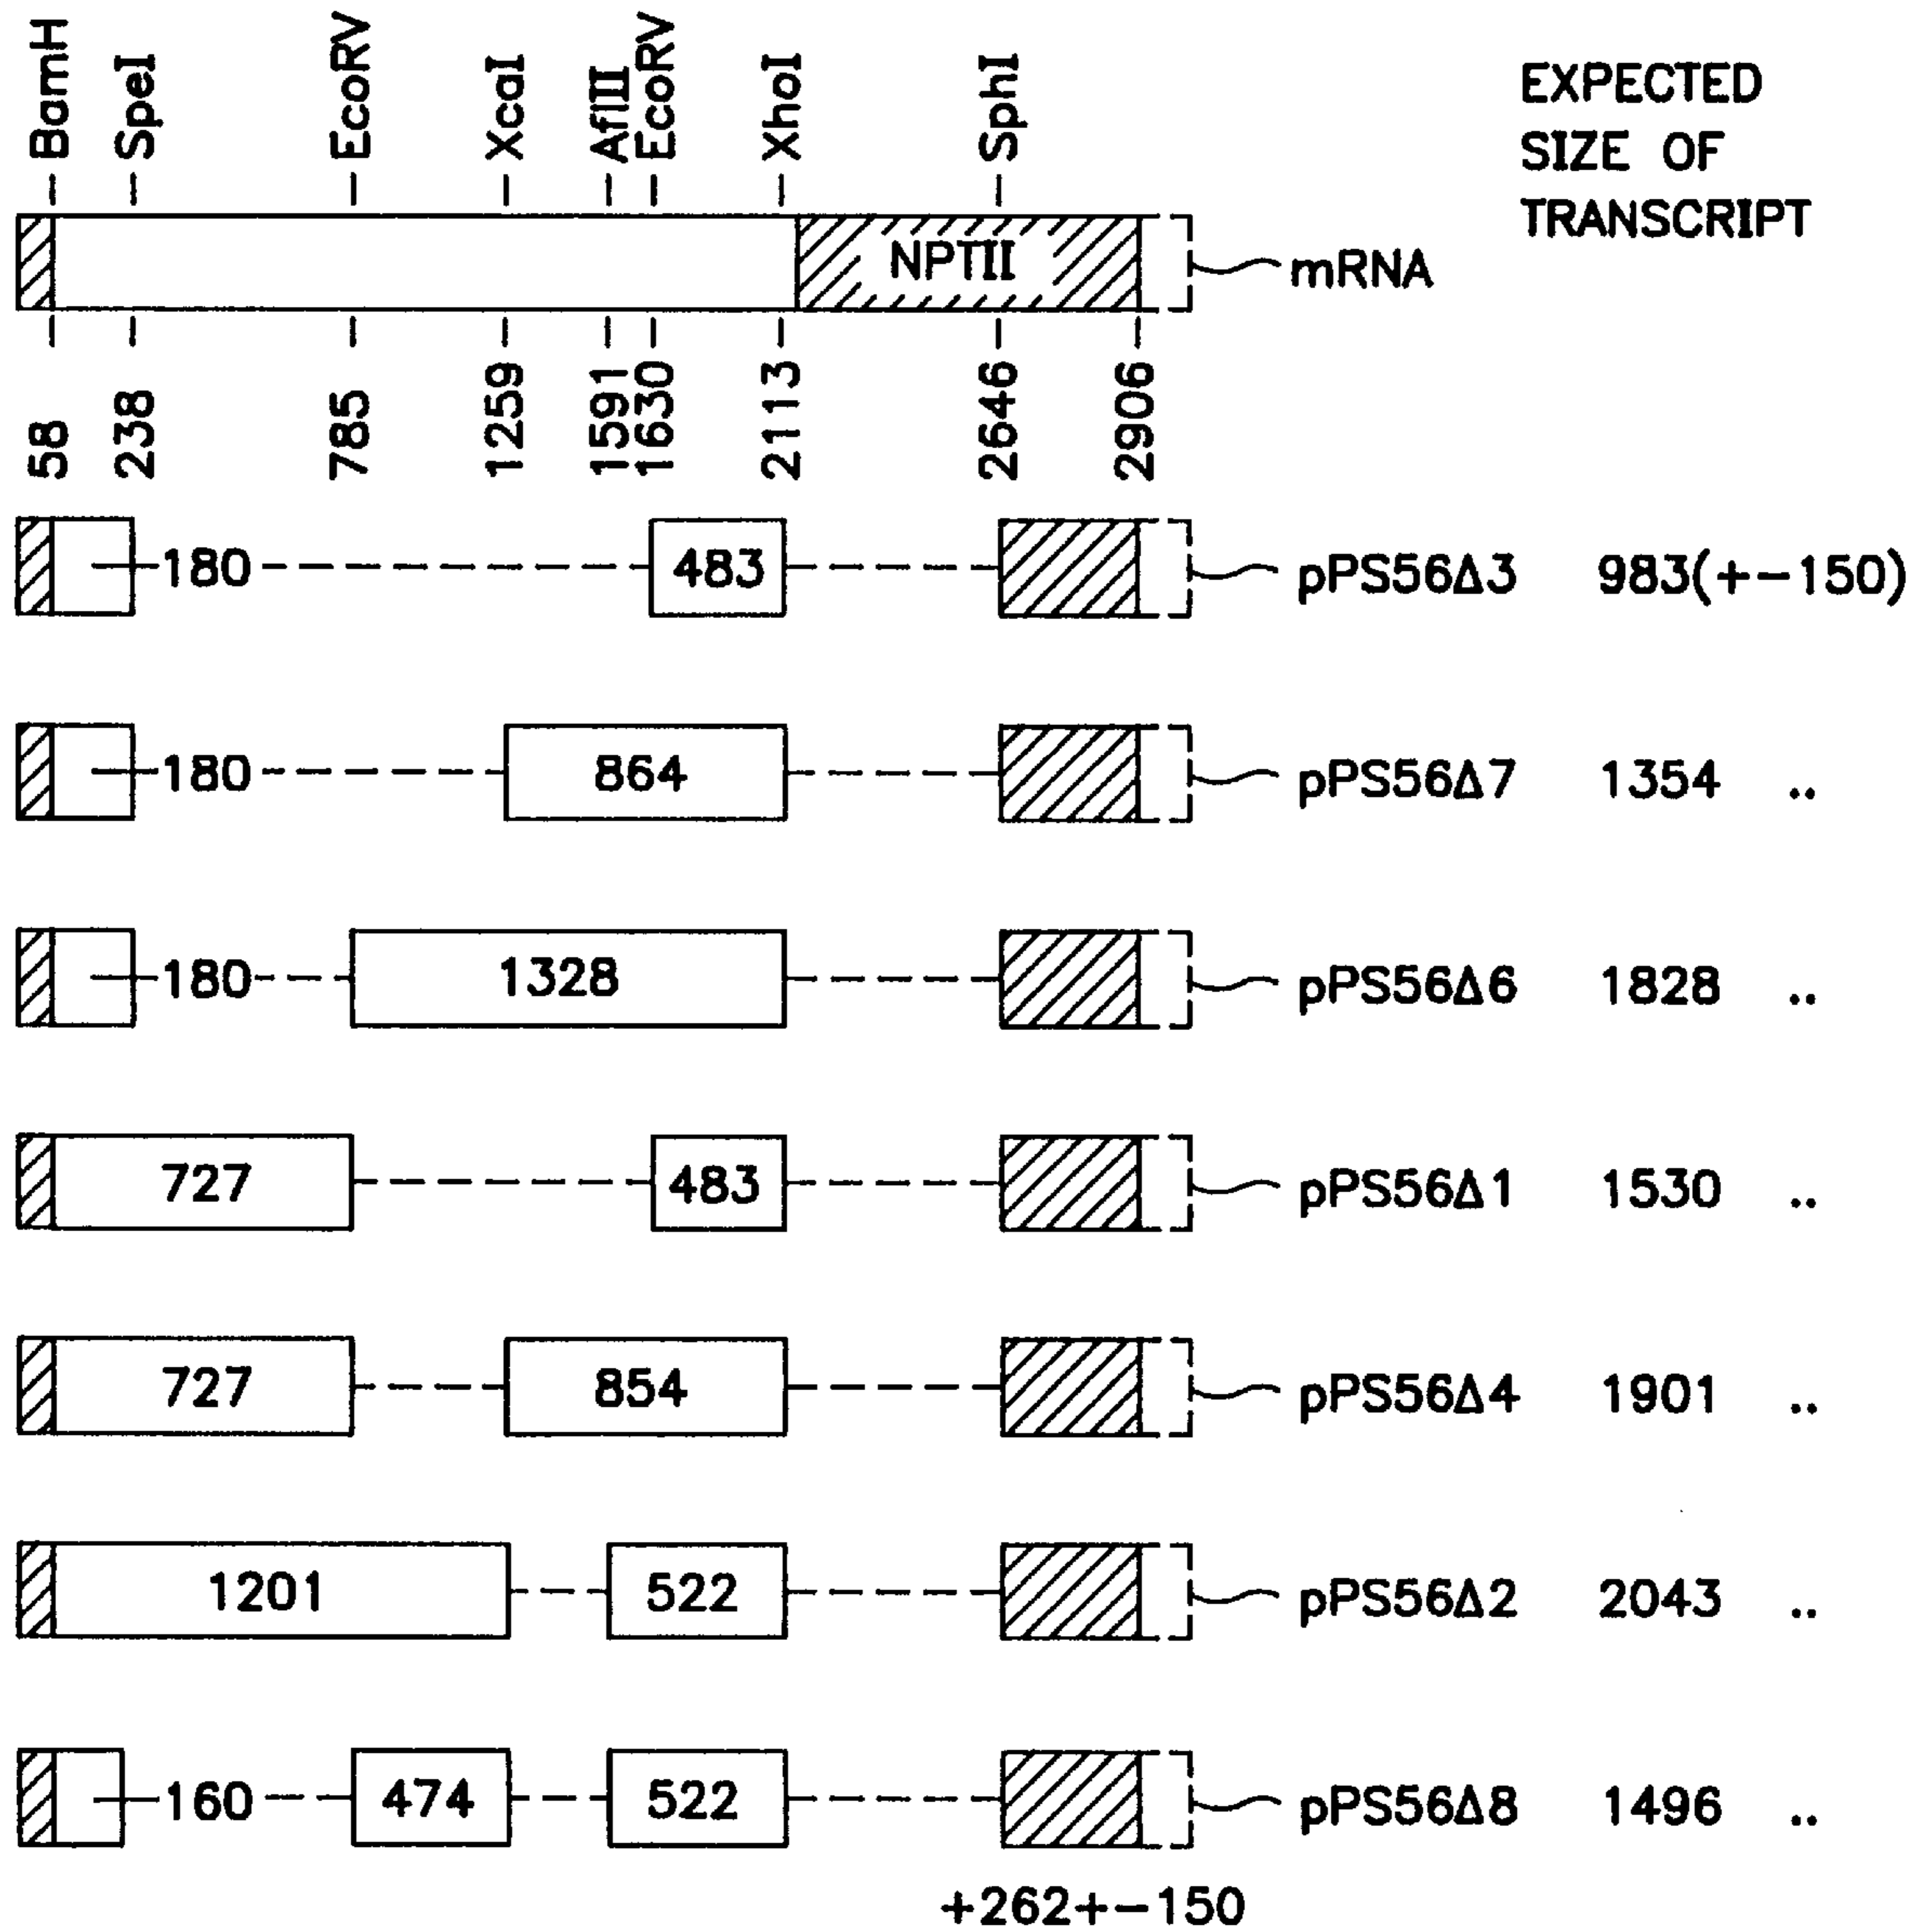 BamH
SpeI
EcoRV
XcaI
AflII
EcoRV
XhoI
SphI
EXPECTED
SIZE OF
TRANSCRIPT
NPTII
mRNA
58
238
785
1259
1591
1630
2113
2646
2906
180 483 pPS56Δ3 983(+-150)
180 864 pPS56Δ7 1354 ..
180 1328 pPS56Δ6 1828 ..
727 483 pPS56Δ1 1530 ..
727 854 pPS56Δ4 1901 ..
1201 522 pPS56Δ2 2043 ..
160 474 522 pPS56Δ8 1496 ..
+262+-150